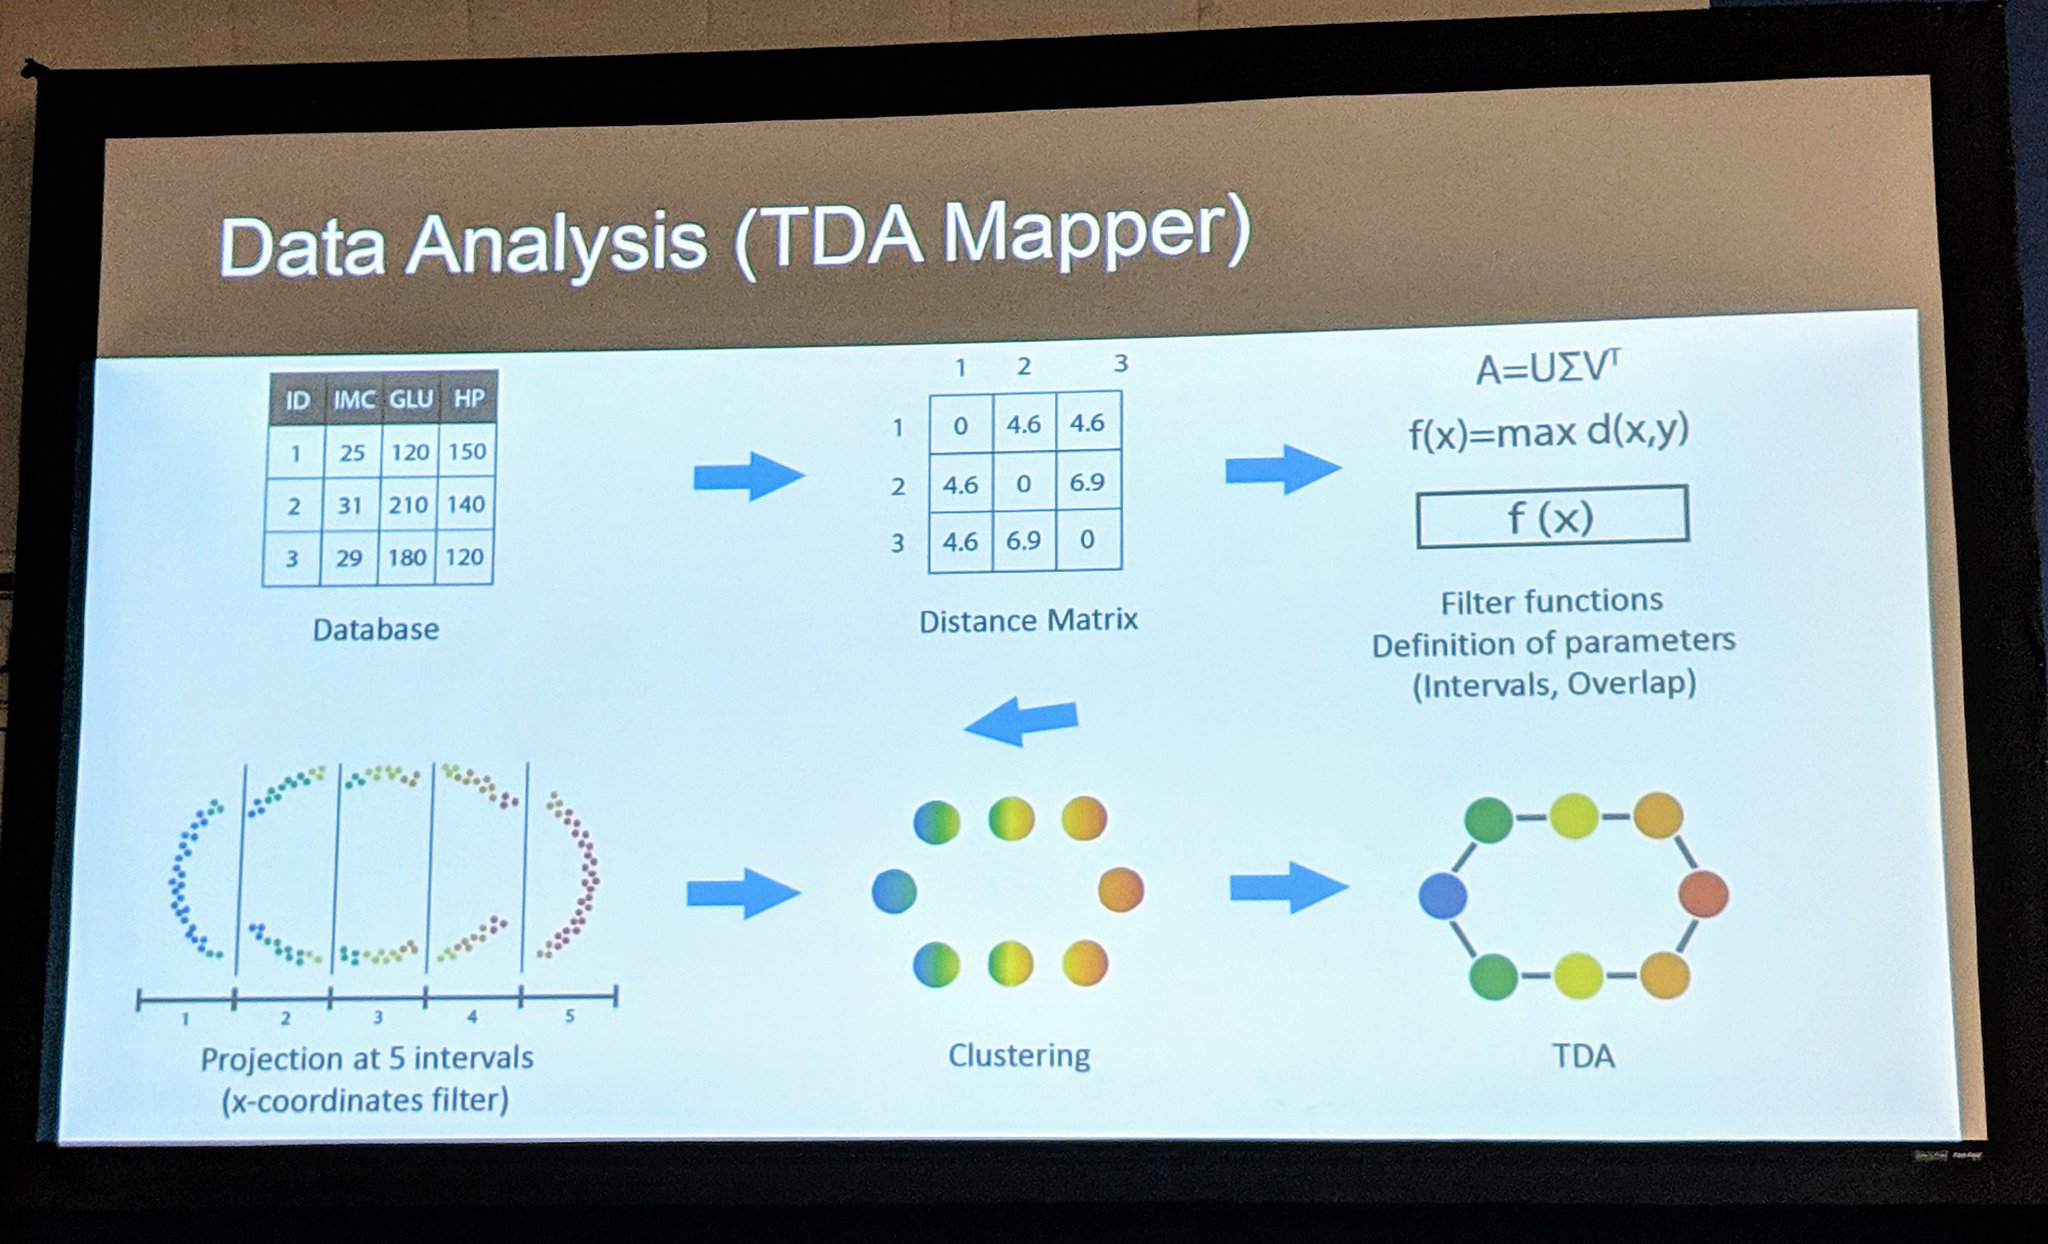 Data Analysis (TDA Mapper)
ID IMC GLU HP
1 25 120 150
2 31 210 140
3 29 180 120
Database
1 2 3
1 0 4.6 4.6
2 4.6 0 6.9
3 4.6 6.9 0
Distance Matrix
A=UΣVᵀ
f(x)=max d(x,y)
f (x)
Filter functions
Definition of parameters
(Intervals, Overlap)
1 2 3 4 5
Projection at 5 intervals
(x-coordinates filter)
Clustering
TDA